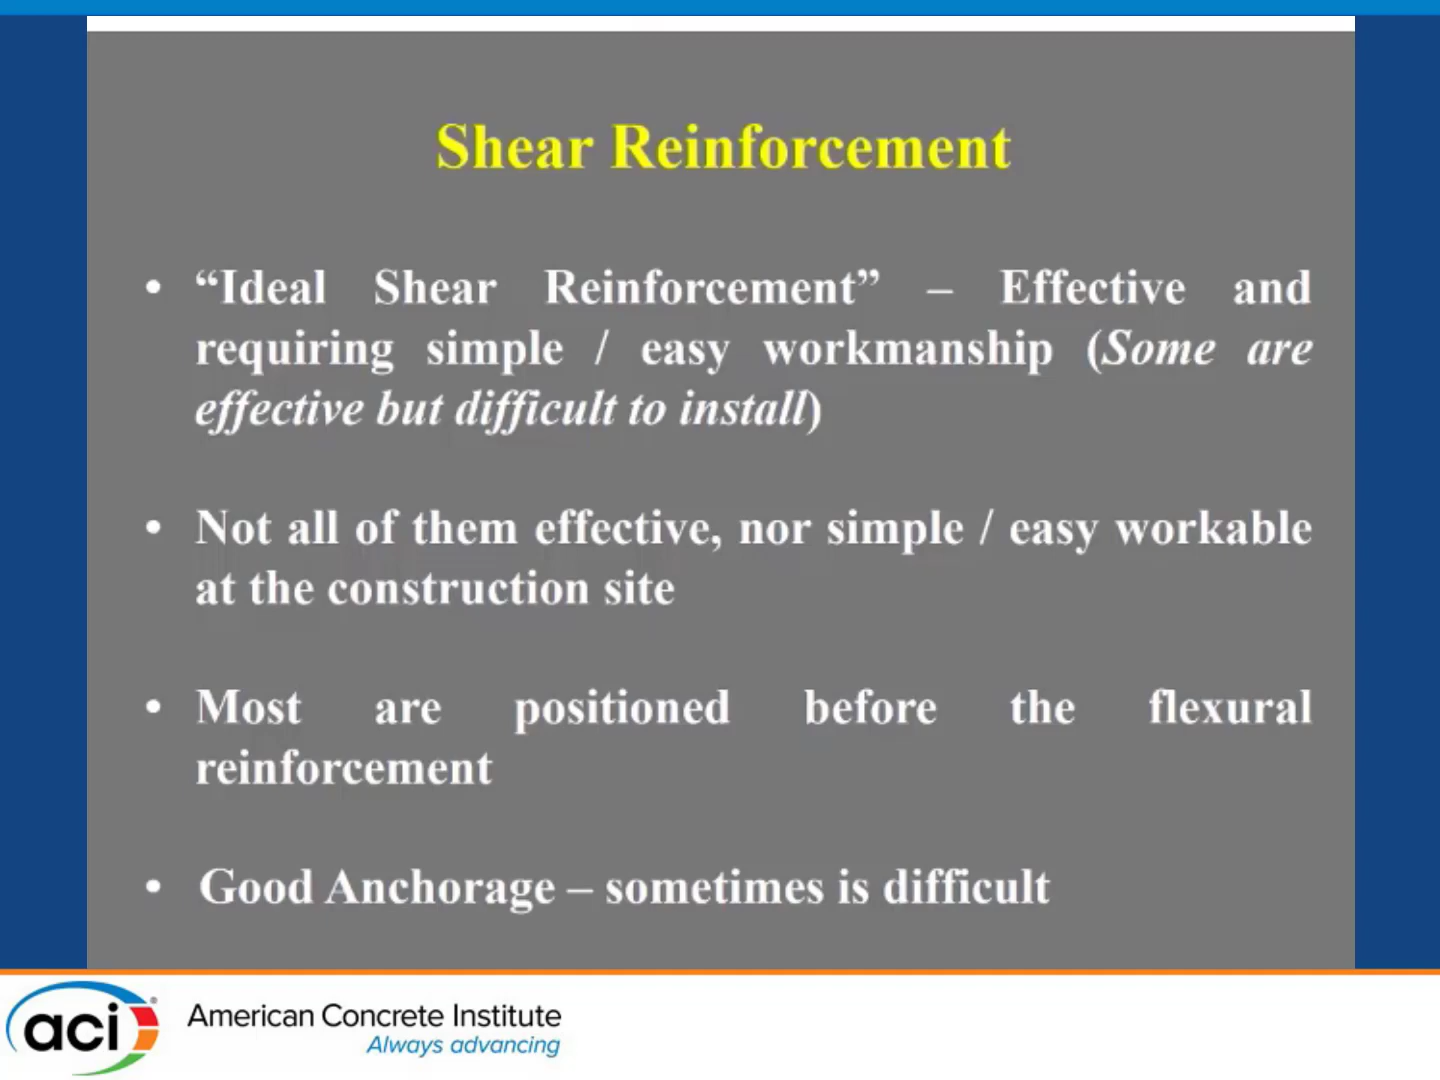 Shear Reinforcement
• “Ideal Shear Reinforcement” – Effective and
requiring simple / easy workmanship (Some are
effective but difficult to install)
• Not all of them effective, nor simple / easy workable
at the construction site
• Most are positioned before the flexural
reinforcement
• Good Anchorage – sometimes is difficult
aci®
American Concrete Institute
Always advancing